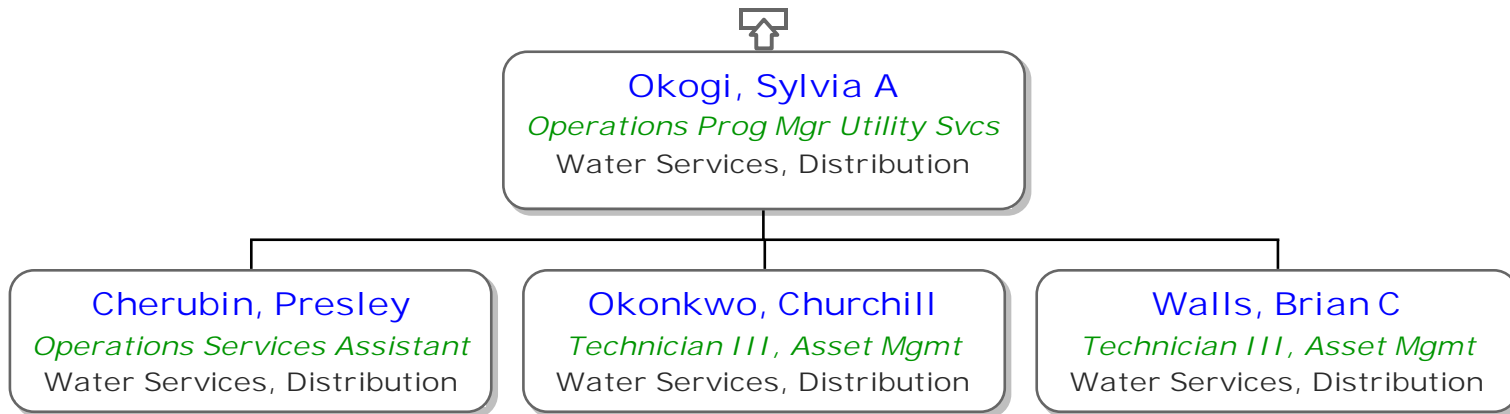 Okogi, Sylvia A
Operations Prog Mgr Utility Svcs
Water Services, Distribution
Cherubin, Presley
Operations Services Assistant
Water Services, Distribution
Okonkwo, Churchill
Technician III, Asset Mgmt
Water Services, Distribution
Walls, Brian C
Technician III, Asset Mgmt
Water Services, Distribution